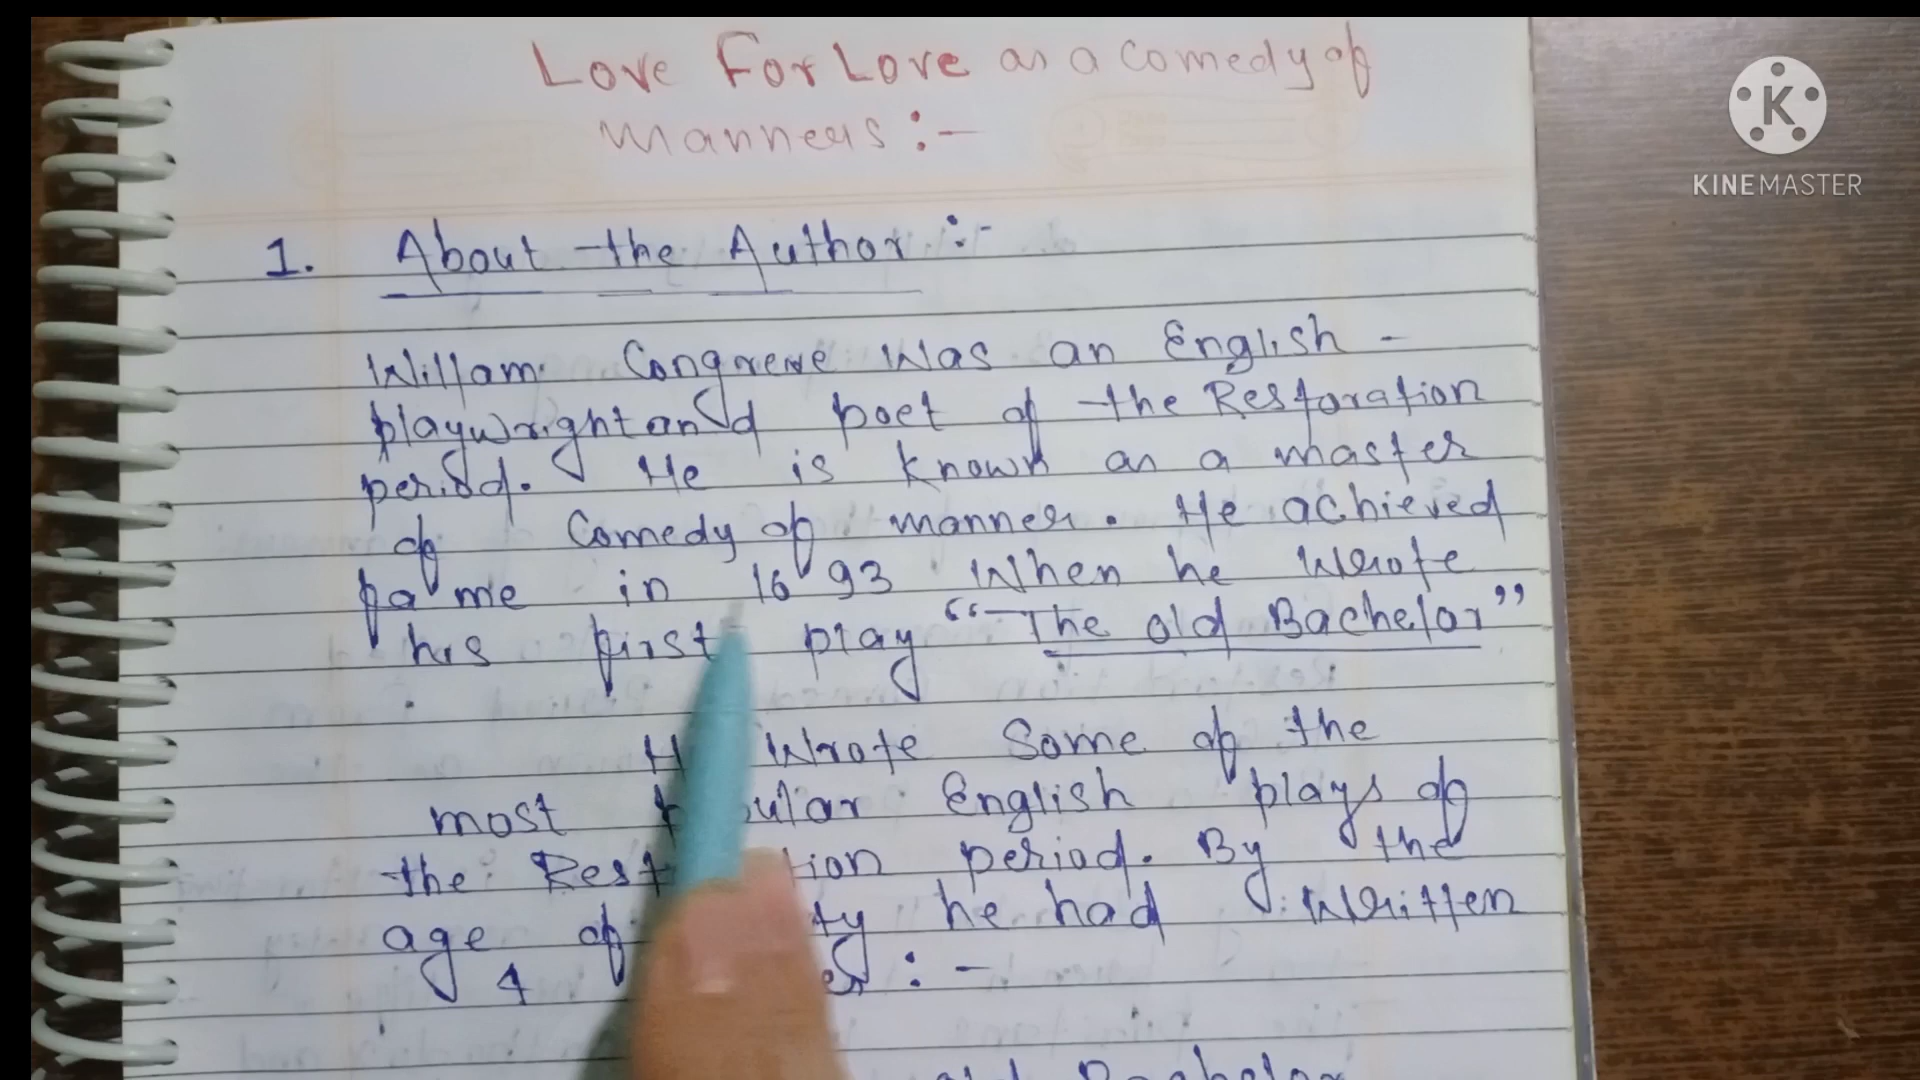 Love For Love as a Comedy of
Manners :-
1. About the Author :-
Willam Congreve was an English -
playwright and poet of the Restoration
period. He is known as a master
of Comedy of manner. He achieved
fame in 1693 when he wrote
his first play "The old Bachelor"
wrote some of the
most English plays of
the period. By the
age of he had written
4 :-
Bachelor
K
KINEMASTER